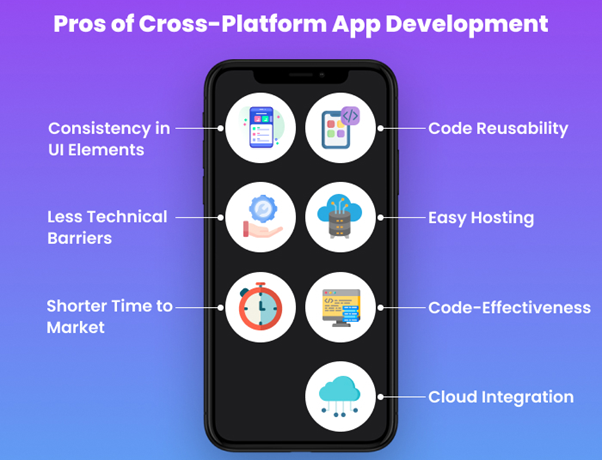 Pros of Cross-Platform App Development
Consistency in
UI Elements
Code Reusability
Less Technical
Barriers
Easy Hosting
Shorter Time to
Market
Code-Effectiveness
Cloud Integration